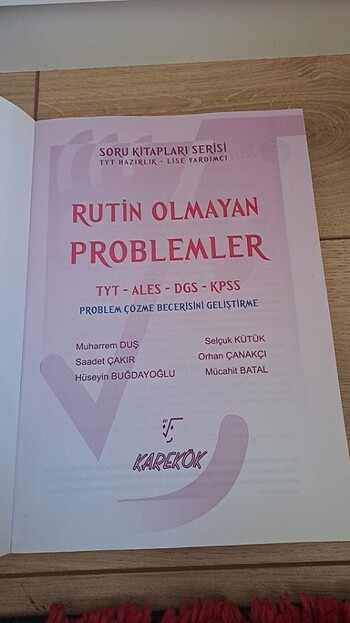 SORU KİTAPLARI SERİSİ
TYT HAZIRLIK - LİSE YARDIMCI
RUTİN OLMAYAN
PROBLEMLER
TYT - ALES - DGS - KPSS
PROBLEM ÇÖZME BECERİSİNİ GELİŞTİRME
Muharrem DUŞ
Saadet ÇAKIR
Hüseyin BUĞDAYOĞLU
Selçuk KÜTÜK
Orhan ÇANAKÇI
Mücahit BATAL
KAREKÖK